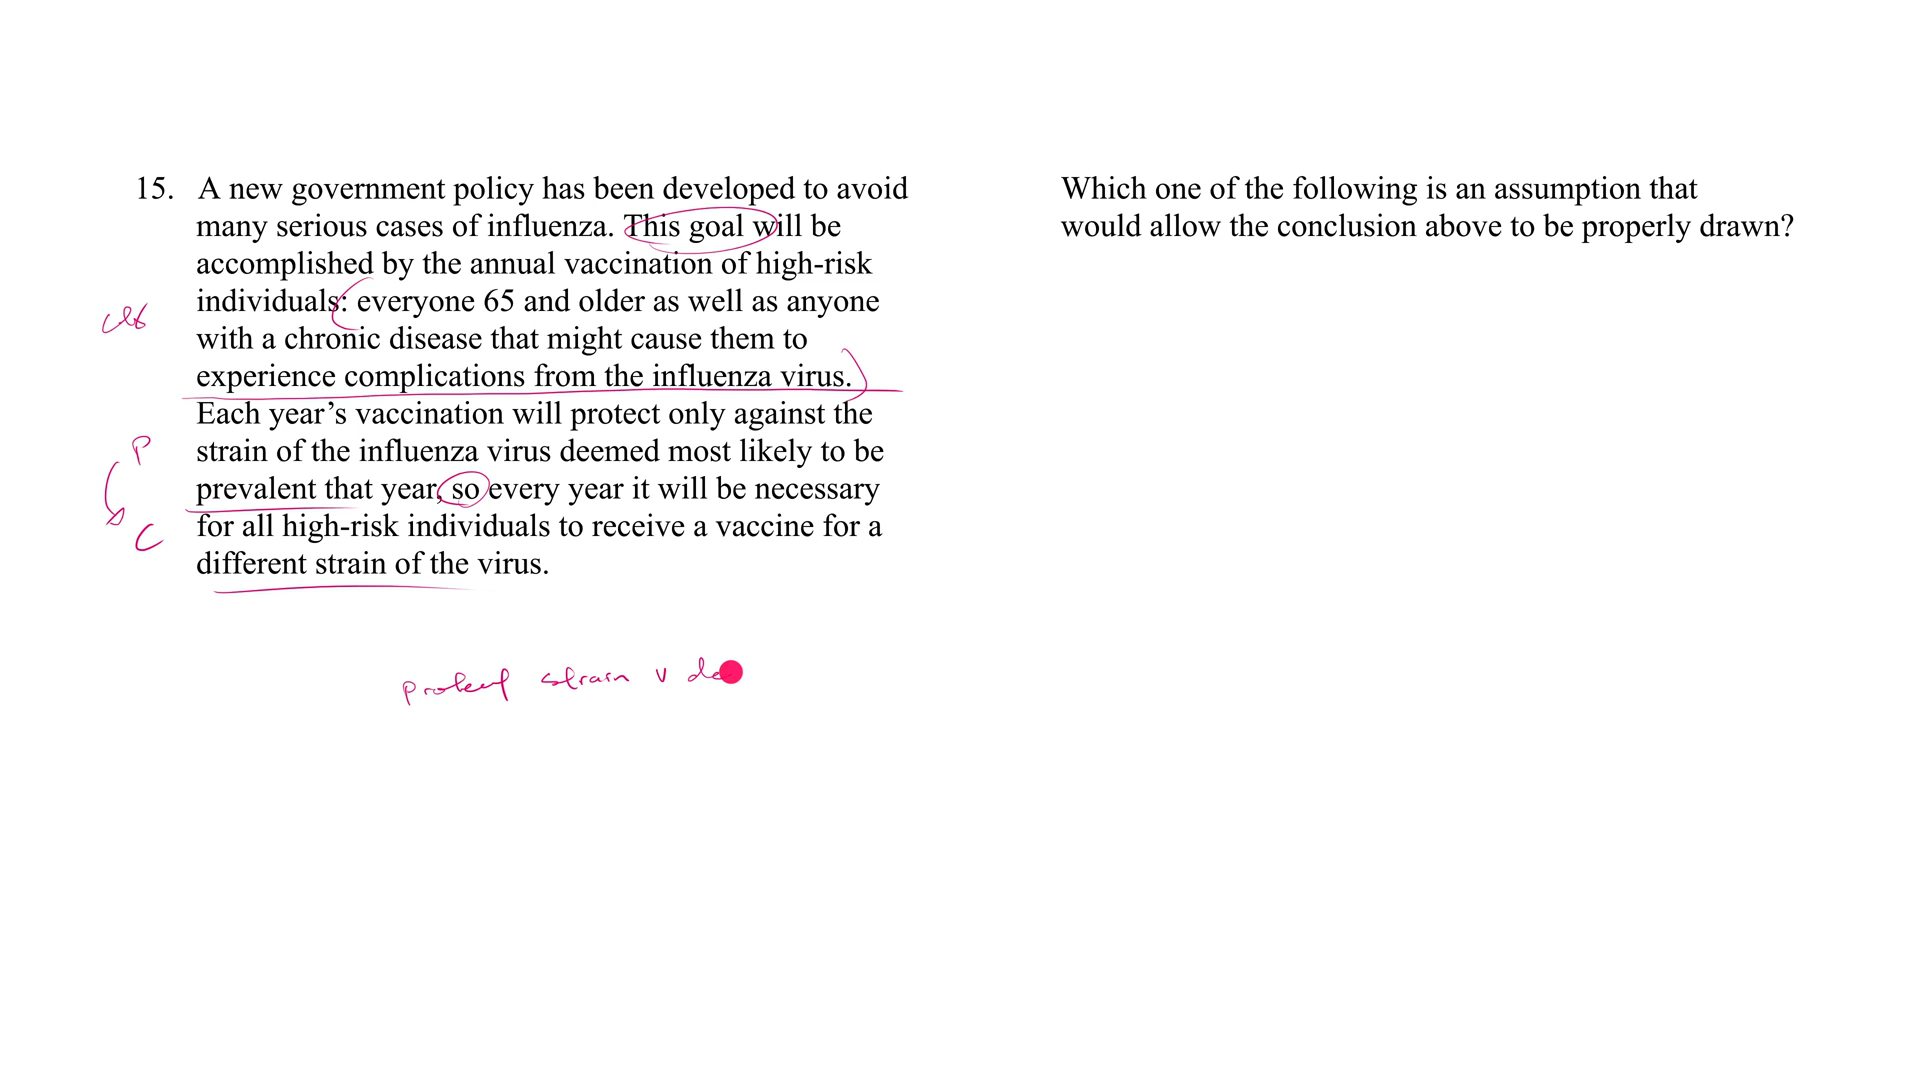 15. A new government policy has been developed to avoid
many serious cases of influenza. This goal will be
accomplished by the annual vaccination of high-risk
individuals: everyone 65 and older as well as anyone
with a chronic disease that might cause them to
experience complications from the influenza virus.
Each year’s vaccination will protect only against the
strain of the influenza virus deemed most likely to be
prevalent that year, so every year it will be necessary
for all high-risk individuals to receive a vaccine for a
different strain of the virus.
P
C
strain v
Which one of the following is an assumption that
would allow the conclusion above to be properly drawn?